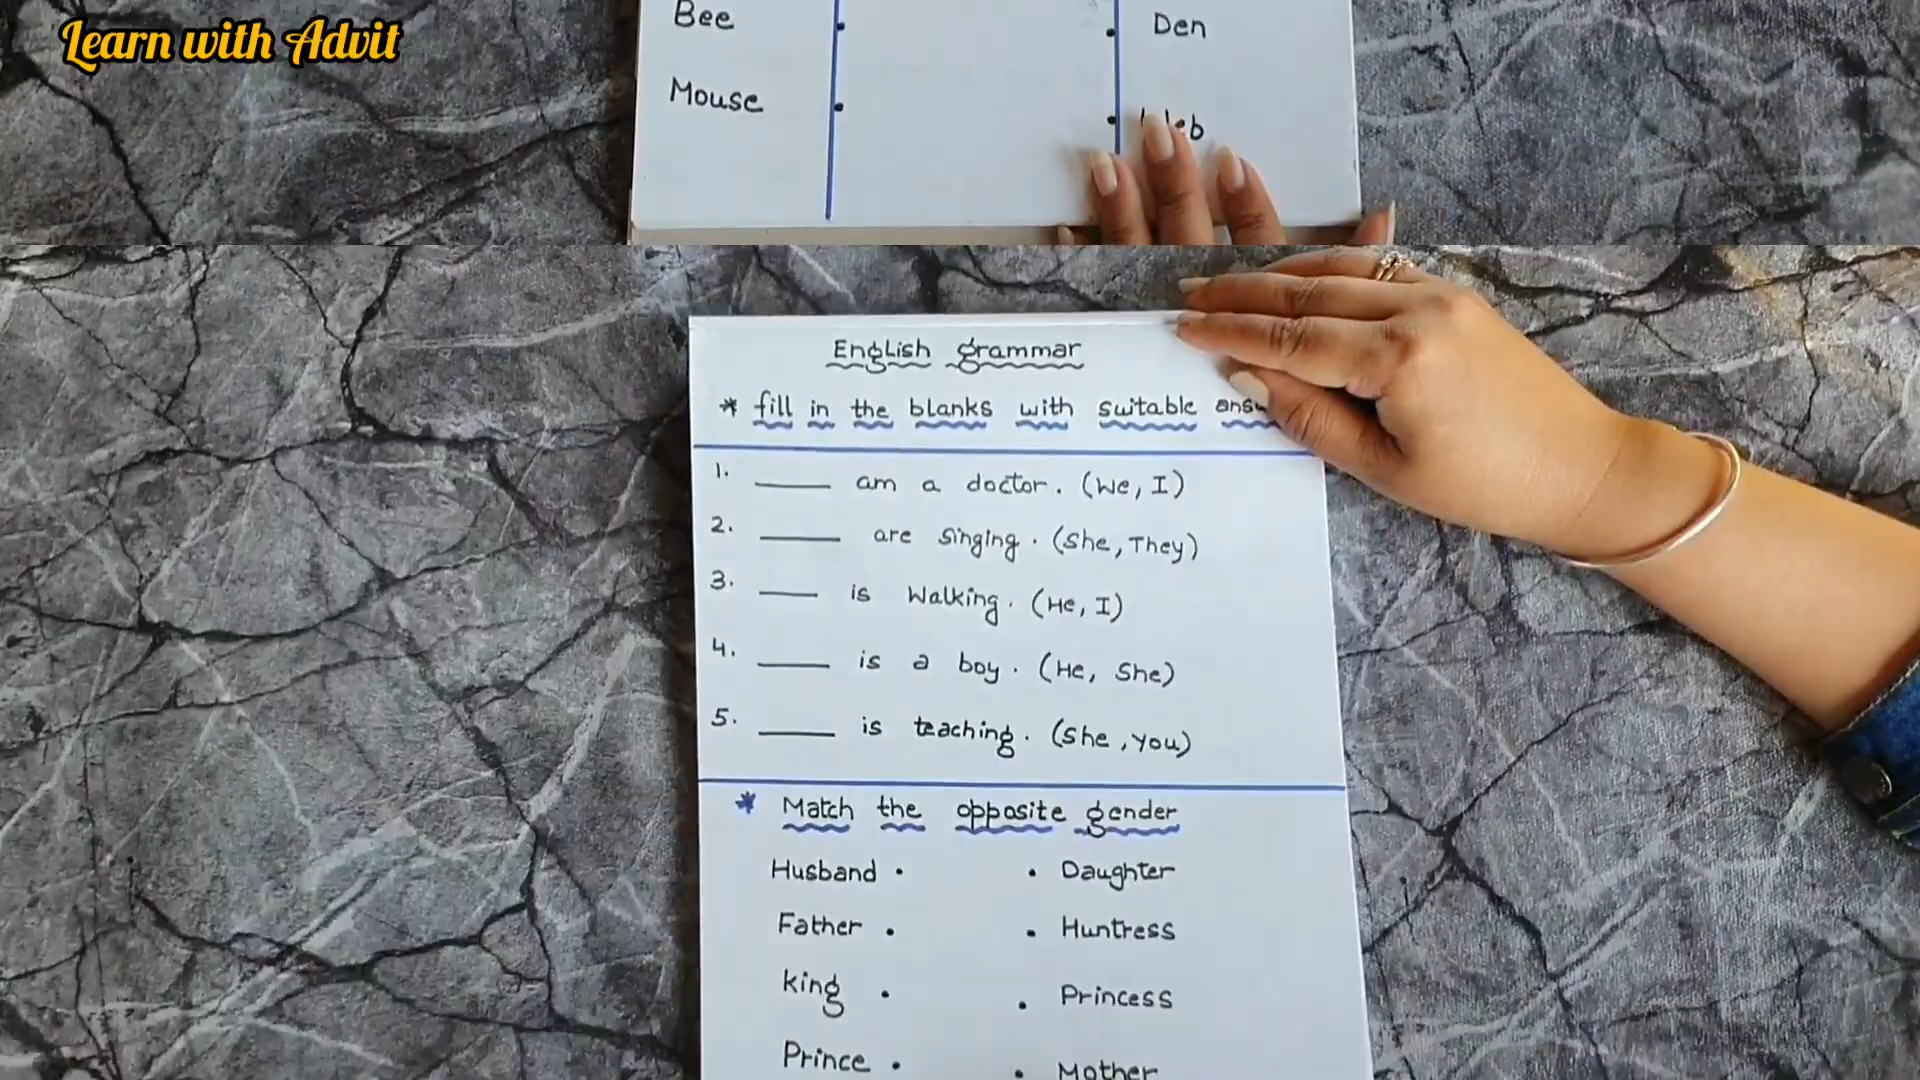 Learn with Advit
Bee Den
Mouse
English grammar
* fill in the blanks with suitable
1. ____ am a doctor. (We, I)
2. ____ are singing. (She, They)
3. ____ is walking. (He, I)
4. ____ is a boy. (He, She)
5. ____ is teaching. (She, You)
* Match the opposite gender
Husband • • Daughter
Father • • Huntress
King • • Princess
Prince • • Mother